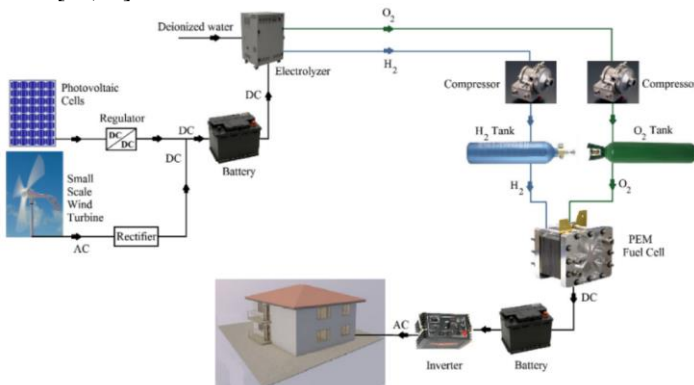 O2
Deionized water
H2
Electrolyzer
Compressor
Compresso
Photovoltaic
Cells
DC
Regulator
DC
DC
DC
DC
H2 Tank
O2 Tank
Battery
Small
Scale
Wind
Turbine
H2
O2
AC
Rectifier
PEM
Fuel Cell
DC
AC
Inverter
Battery